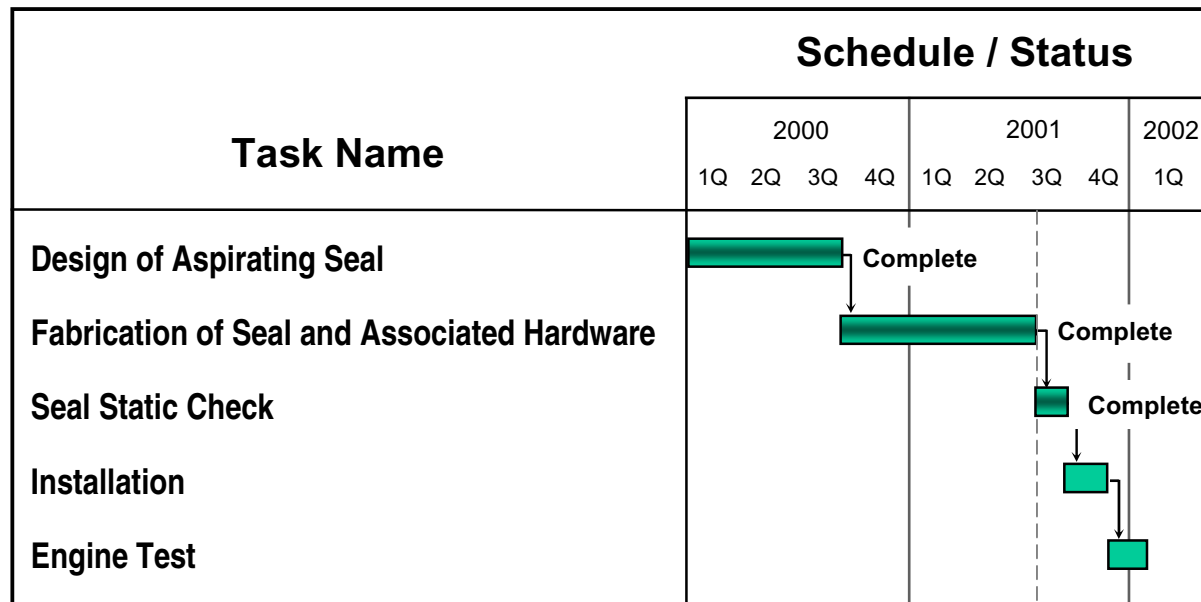 Schedule / Status
Task Name
2000 2001 2002
1Q 2Q 3Q 4Q 1Q 2Q 3Q 4Q 1Q
Design of Aspirating Seal Complete
Fabrication of Seal and Associated Hardware Complete
Seal Static Check Complete
Installation
Engine Test